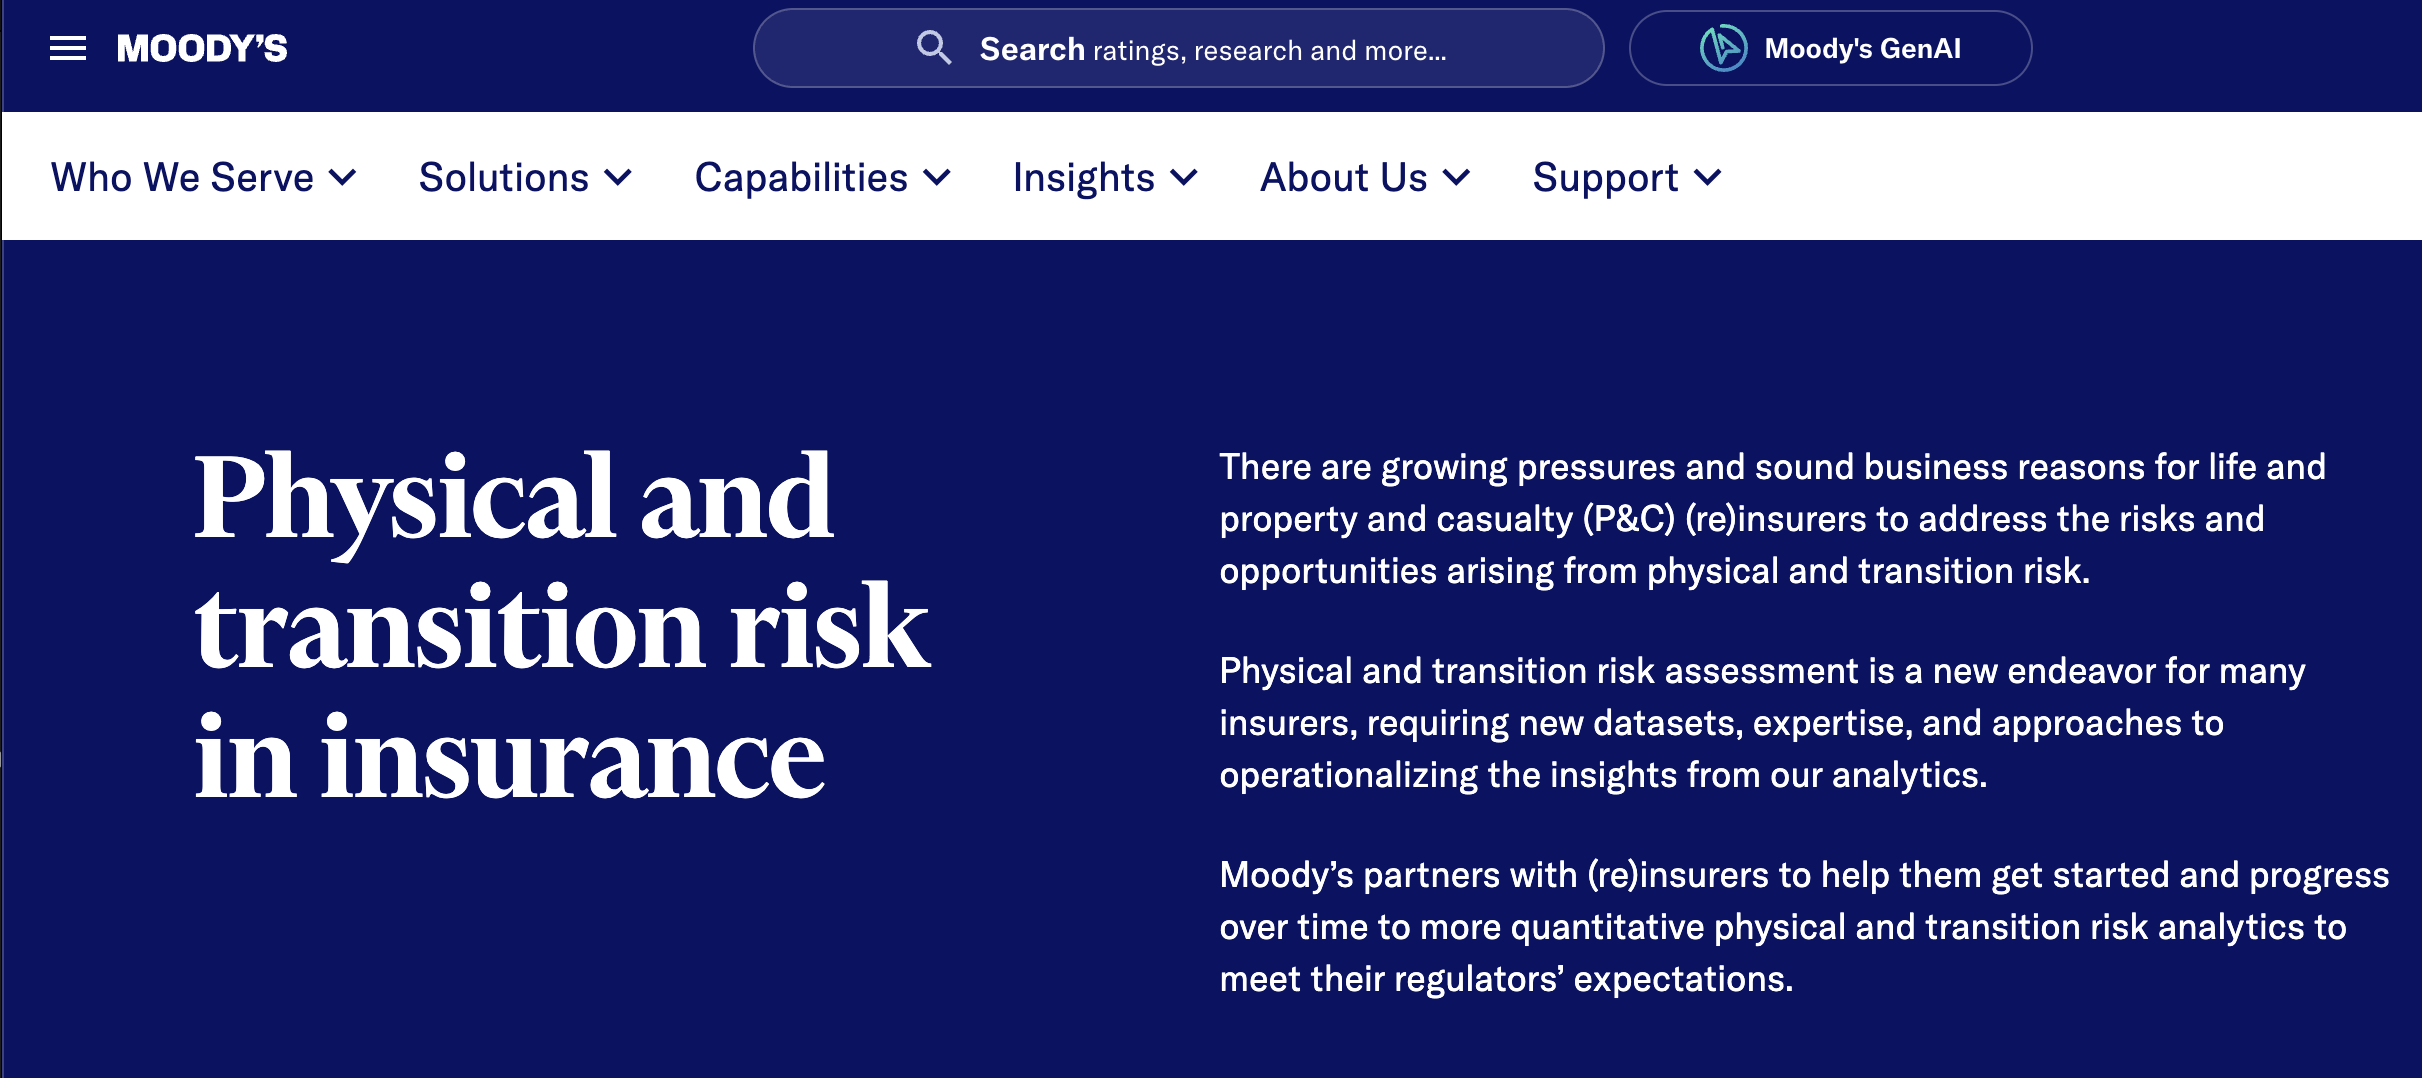 MOODY'S
Search ratings, research and more...
Moody's GenAI
Who We Serve
Solutions
Capabilities
Insights
About Us
Support
Physical and
transition risk
in insurance
There are growing pressures and sound business reasons for life and
property and casualty (P&C) (re)insurers to address the risks and
opportunities arising from physical and transition risk.
Physical and transition risk assessment is a new endeavor for many
insurers, requiring new datasets, expertise, and approaches to
operationalizing the insights from our analytics.
Moody’s partners with (re)insurers to help them get started and progress
over time to more quantitative physical and transition risk analytics to
meet their regulators’ expectations.